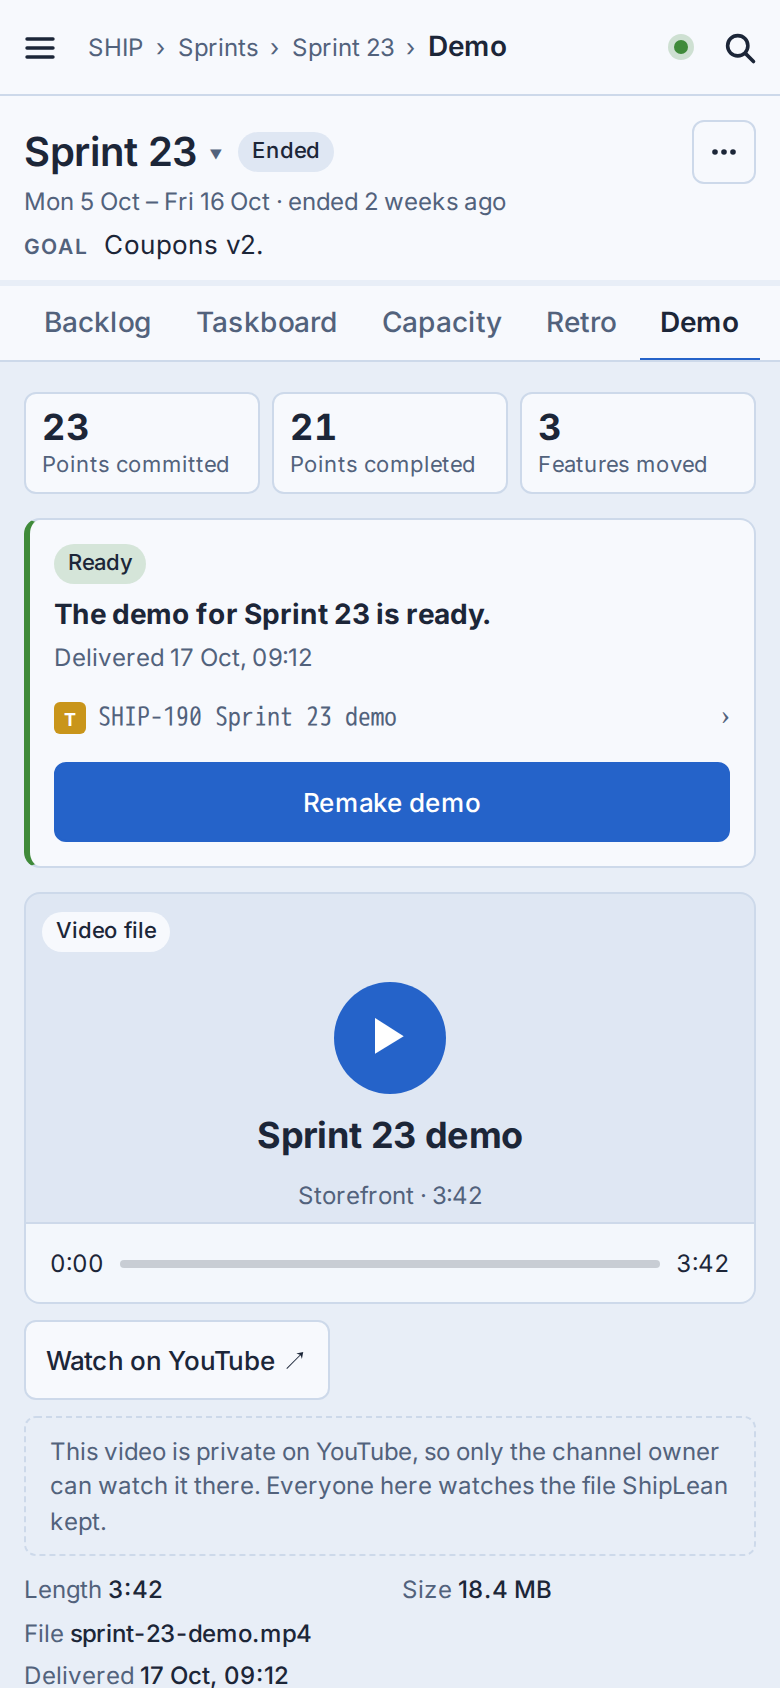 SHIP › Sprints › Sprint 23 › Demo
Sprint 23 ▾ Ended
Mon 5 Oct – Fri 16 Oct · ended 2 weeks ago
GOAL Coupons v2.
Backlog Taskboard Capacity Retro Demo
23 21 3
Points committed Points completed Features moved
Ready
The demo for Sprint 23 is ready.
Delivered 17 Oct, 09:12
T SHIP-190 Sprint 23 demo ›
Remake demo
Video file
Sprint 23 demo
Storefront · 3:42
0:00 3:42
Watch on YouTube ↗
This video is private on YouTube, so only the channel owner
can watch it there. Everyone here watches the file ShipLean
kept.
Length 3:42 Size 18.4 MB
File sprint-23-demo.mp4
Delivered 17 Oct, 09:12